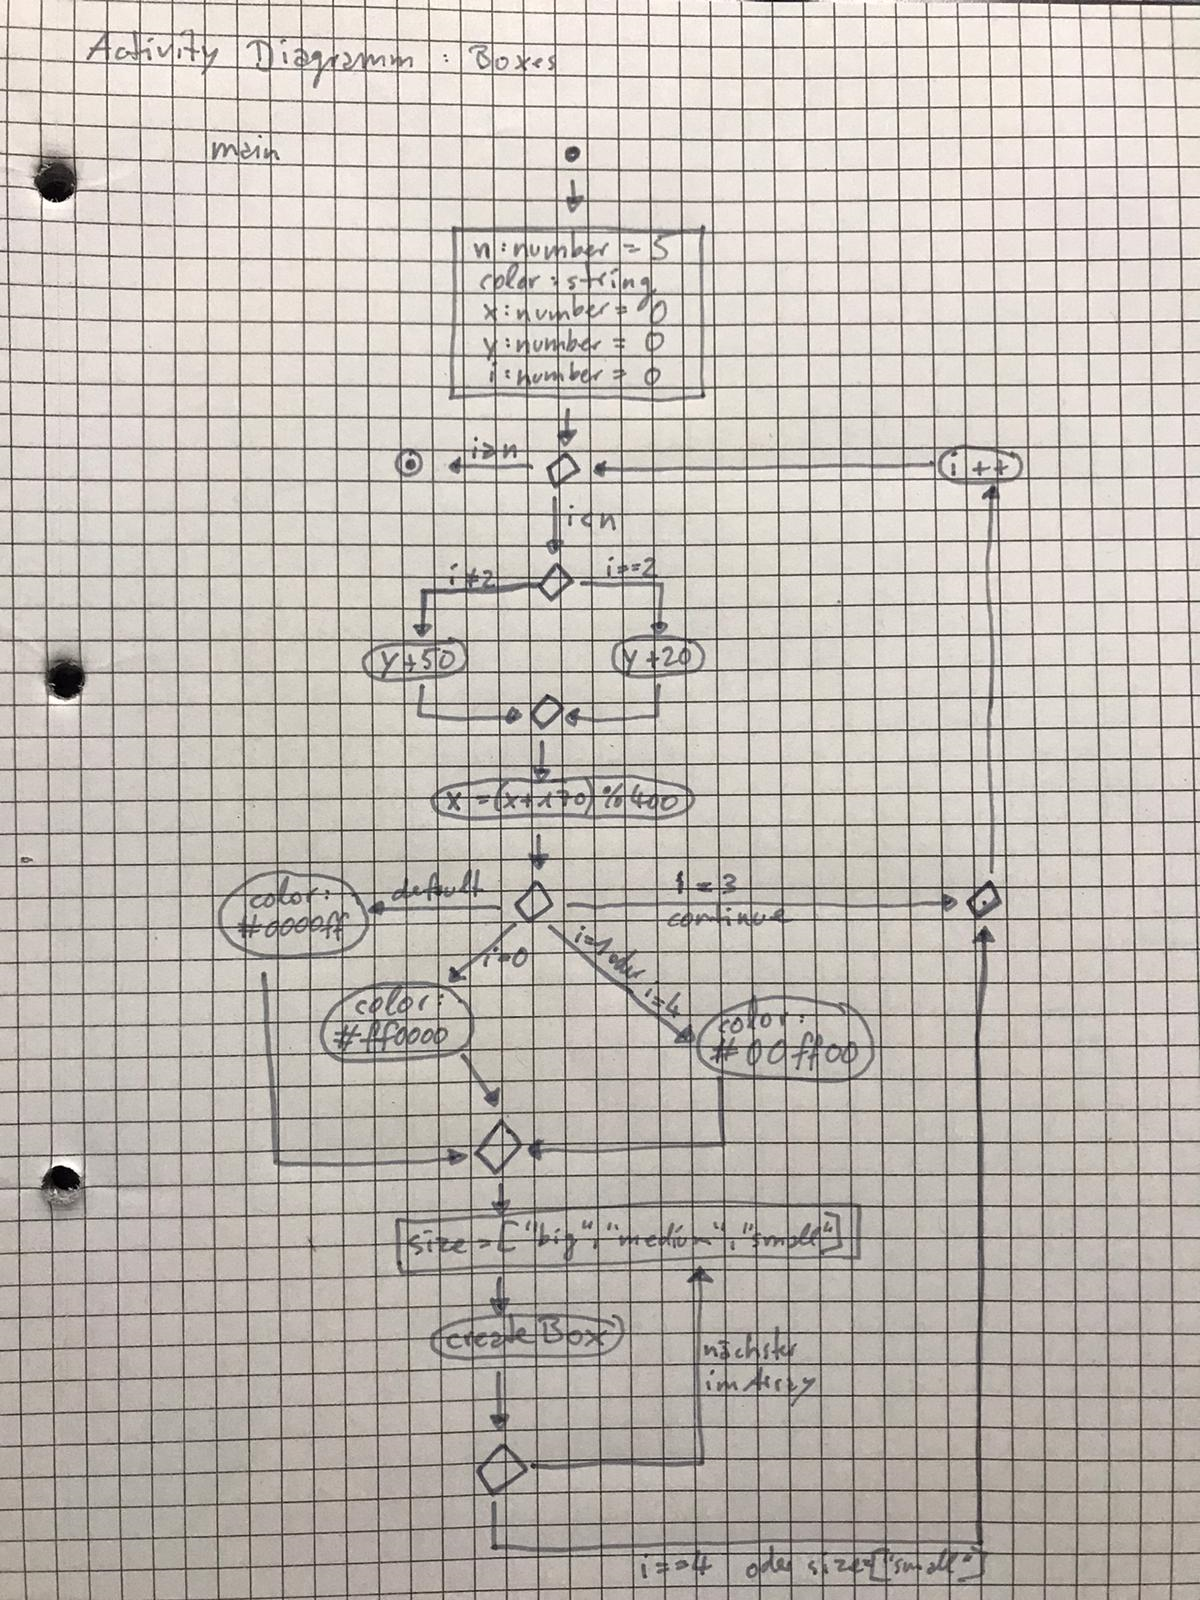 Activity Diagramm : Boxes
main
n:number = 5
color:string
x:number = 0
y:number = 0
i:number = 0
i≥n
i ++
i<n
i≠2
i==2
y+50
y+20
x =(x+170)%400
default
1 = 3
continue
color:
#0000ff
i=0
i=1 oder i=4
color:
#ff0000
color:
#00ff00
size=["big","medium","small"]
createBox
nächster
im Array
i==4 oder size=["small"]